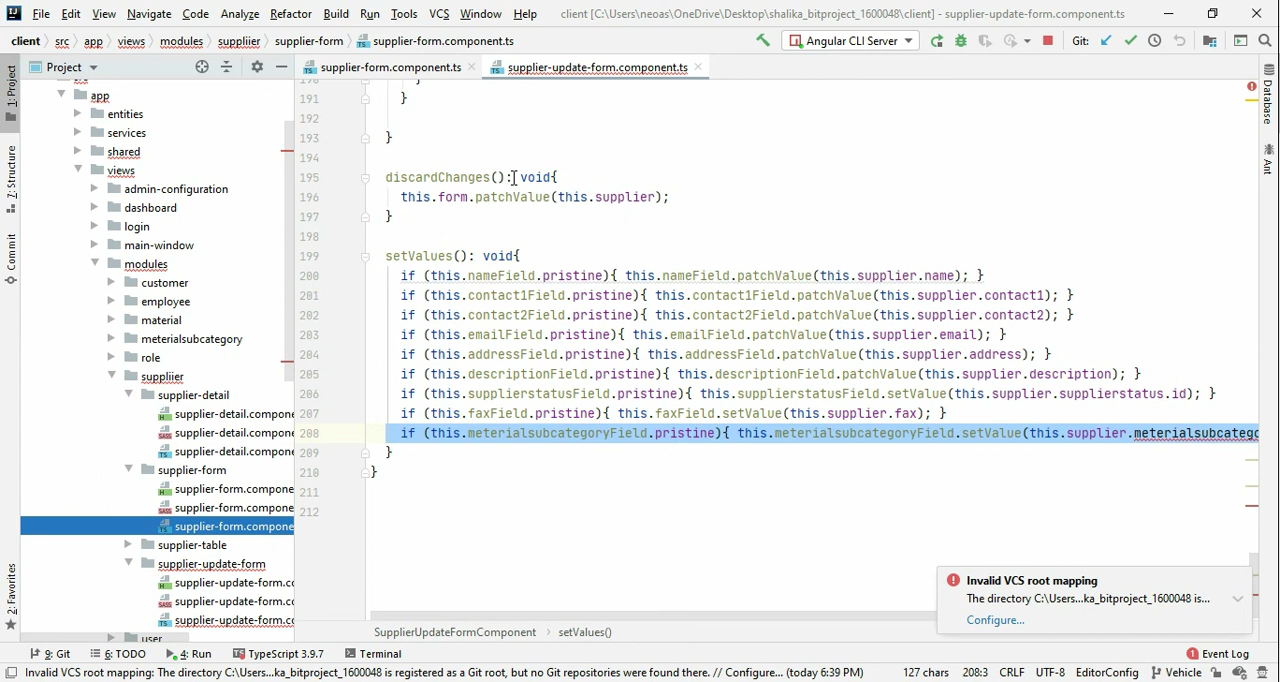 File Edit View Navigate Code Analyze Refactor Build Run Tools VCS Window Help client [C:\Users\neoas\OneDrive\Desktop\shalika_bitproject_1600048\client] - supplier-update-form.component.ts
client src app views modules supplliier supplier-form supplier-form.component.ts Angular CLI Server Git:
Project supplier-form.component.ts supplier-update-form.component.ts
1: Project
Z: Structure
Commit
2: Favorites
Database
Ant
app
entities
services
shared
views
admin-configuration
dashboard
login
main-window
modules
customer
employee
material
meterialsubcategory
role
suppliier
supplier-detail
supplier-detail.compone
supplier-detail.compone
supplier-detail.compone
supplier-form
supplier-form.compone
supplier-form.compone
supplier-form.compone
supplier-table
supplier-update-form
supplier-update-form.co
supplier-update-form.co
supplier-update-form.co
user
191 }
192
193 }
194
195 discardChanges(): void{
196 this.form.patchValue(this.supplier);
197 }
198
199 setValues(): void{
200 if (this.nameField.pristine){ this.nameField.patchValue(this.supplier.name); }
201 if (this.contact1Field.pristine){ this.contact1Field.patchValue(this.supplier.contact1); }
202 if (this.contact2Field.pristine){ this.contact2Field.patchValue(this.supplier.contact2); }
203 if (this.emailField.pristine){ this.emailField.patchValue(this.supplier.email); }
204 if (this.addressField.pristine){ this.addressField.patchValue(this.supplier.address); }
205 if (this.descriptionField.pristine){ this.descriptionField.patchValue(this.supplier.description); }
206 if (this.supplierstatusField.pristine){ this.supplierstatusField.setValue(this.supplier.supplierstatus.id); }
207 if (this.faxField.pristine){ this.faxField.setValue(this.supplier.fax); }
208 if (this.meterialsubcategoryField.pristine){ this.meterialsubcategoryField.setValue(this.supplier.meterialsubcatego
209 }
210 }
211
212
Invalid VCS root mapping
The directory C:\Users...ka_bitproject_1600048 is...
Configure...
SupplierUpdateFormComponent setValues()
9: Git 6: TODO 4: Run TypeScript 3.9.7 Terminal 1 Event Log
Invalid VCS root mapping: The directory C:\Users...ka_bitproject_1600048 is registered as a Git root, but no Git repositories were found there. // Configure... (today 6:39 PM) 127 chars 208:3 CRLF UTF-8 EditorConfig Vehicle